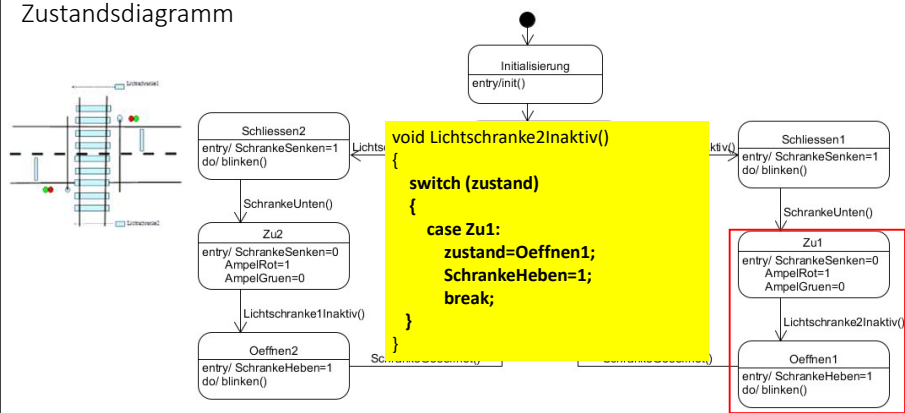 Zustandsdiagramm
Initialisierung
entry/init()
Lichtschranke1
Lichtschranke2
Schliessen2
entry/ SchrankeSenken=1
do/ blinken()
SchrankeUnten()
Zu2
entry/ SchrankeSenken=0
AmpelRot=1
AmpelGruen=0
Lichtschranke1Inaktiv()
Oeffnen2
entry/ SchrankeHeben=1
do/ blinken()
void Lichtschranke2Inaktiv()
{
switch (zustand)
{
case Zu1:
zustand=Oeffnen1;
SchrankeHeben=1;
break;
}
}
Schliessen1
entry/ SchrankeSenken=1
do/ blinken()
SchrankeUnten()
Zu1
entry/ SchrankeSenken=0
AmpelRot=1
AmpelGruen=0
Lichtschranke2Inaktiv()
Oeffnen1
entry/ SchrankeHeben=1
do/ blinken()